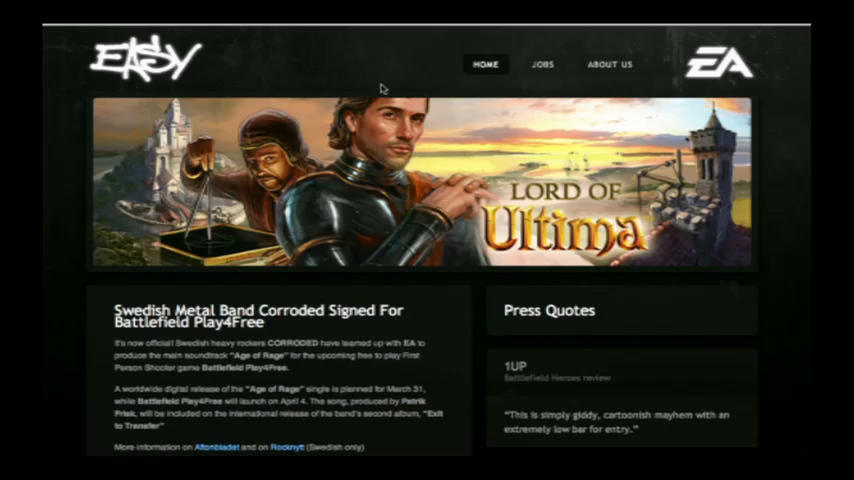 EASY
HOME JOBS ABOUT US
EA
LORD OF
Ultima
Swedish Metal Band Corroded Signed For
Battlefield Play4Free
It's now official! Swedish heavy rockers CORRODED have teamed up with EA to
produce the main soundtrack "Age of Rage" for the upcoming free to play First
Person Shooter game Battlefield Play4Free.
A worldwide digital release of the "Age of Rage" single is planned for March 31,
while Battlefield Play4Free will launch on April 4. The song, produced by Patrik
Frisk, will be included on the international release of the band's second album, "Exit
to Transfer"
More information on Aftonbladet and on Rocknytt (Swedish only)
Press Quotes
1UP
Battlefield Heroes review
"This is simply giddy, cartoonish mayhem with an
extremely low bar for entry."